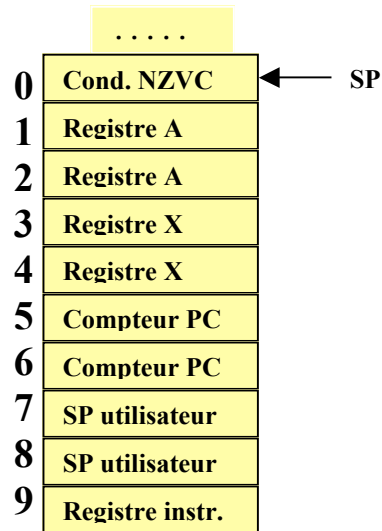 . . . . .
0 Cond. NZVC SP
1 Registre A
2 Registre A
3 Registre X
4 Registre X
5 Compteur PC
6 Compteur PC
7 SP utilisateur
8 SP utilisateur
9 Registre instr.